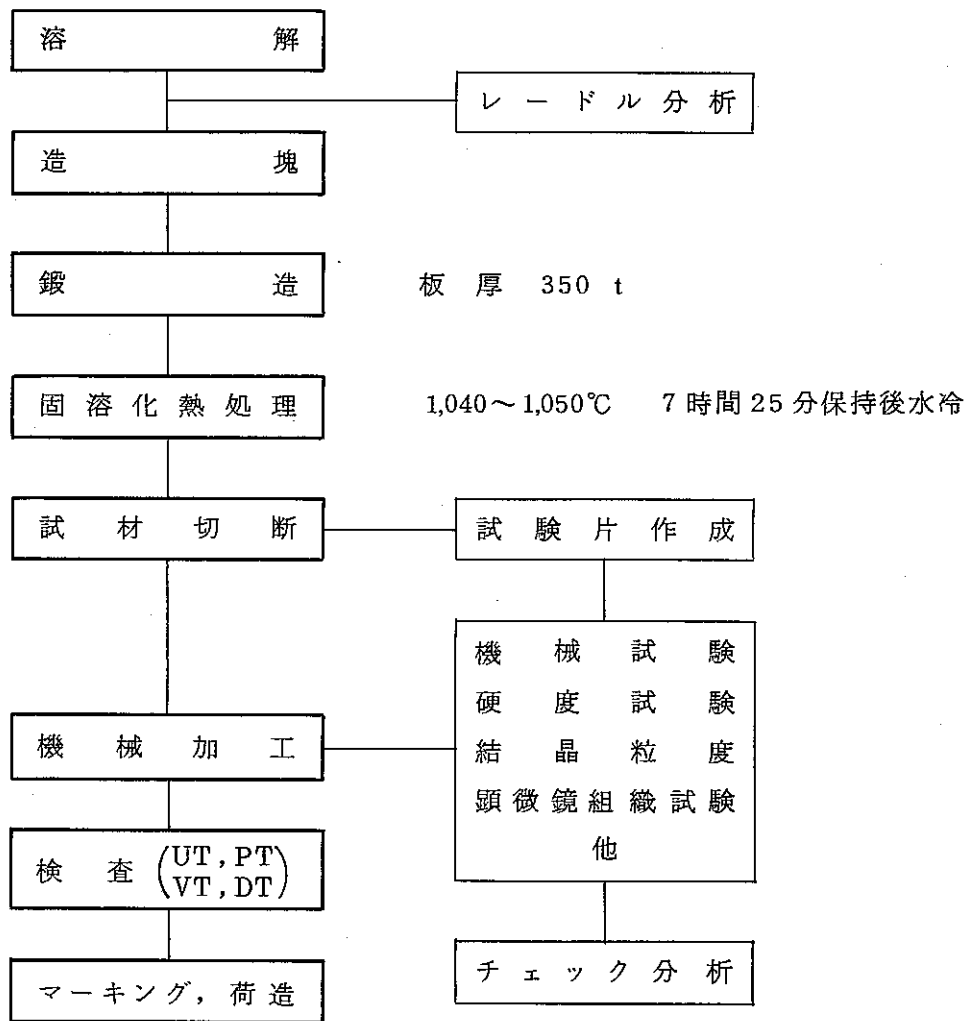 溶解
レードル分析
造塊
鍛造
板厚 350 t
固溶化熱処理
1,040～1,050℃ 7時間25分保持後水冷
試材切断
試験片作成
機械試験
硬度試験
結晶粒度
顕微鏡組織試験
他
機械加工
検査(UT,PT
VT,DT)
チェック分析
マーキング,荷造